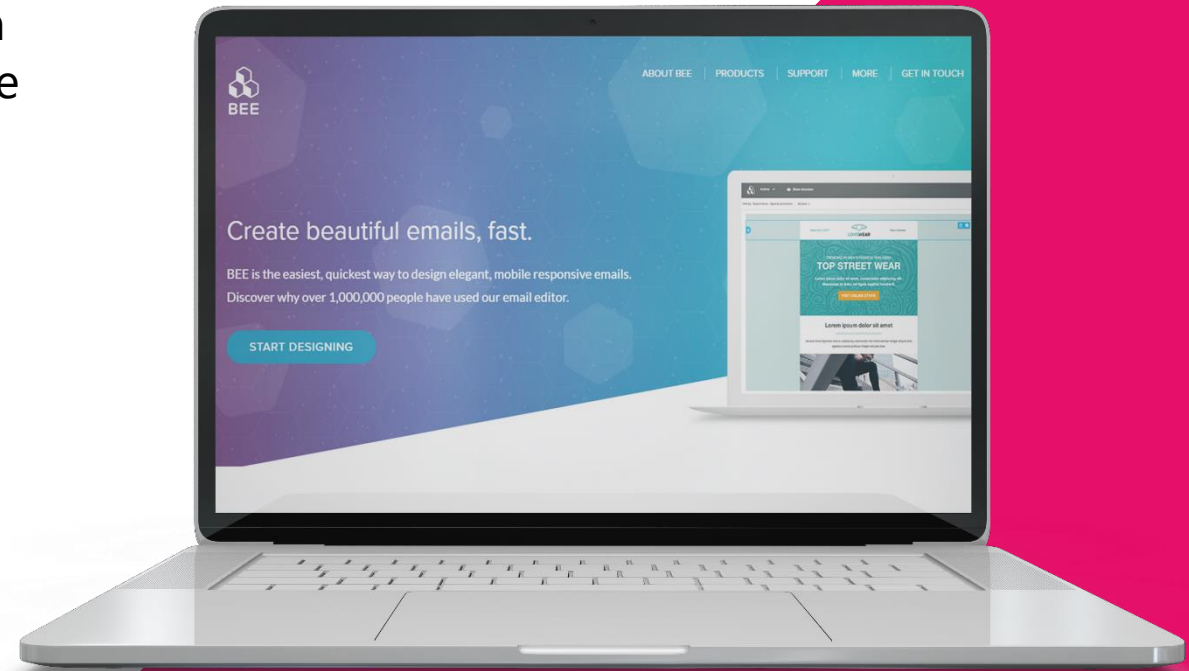 BEE
ABOUT BEE | PRODUCTS | SUPPORT | MORE | GET IN TOUCH
Create beautiful emails, fast.
BEE is the easiest, quickest way to design elegant, mobile responsive emails.
Discover why over 1,000,000 people have used our email editor.
START DESIGNING
TOP STREET WEAR
Lorem ipsum dolor sit amet